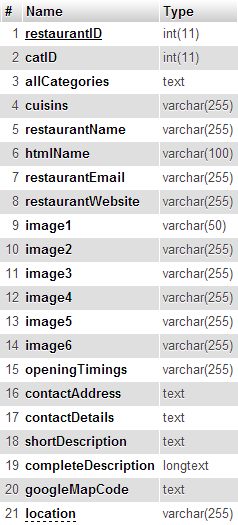 # Name Type
1 restaurantID int(11)
2 catID int(11)
3 allCategories text
4 cuisins varchar(255)
5 restaurantName varchar(255)
6 htmlName varchar(100)
7 restaurantEmail varchar(255)
8 restaurantWebsite varchar(255)
9 image1 varchar(50)
10 image2 varchar(255)
11 image3 varchar(255)
12 image4 varchar(255)
13 image5 varchar(255)
14 image6 varchar(255)
15 openingTimings varchar(255)
16 contactAddress text
17 contactDetails text
18 shortDescription text
19 completeDescription longtext
20 googleMapCode text
21 location varchar(255)